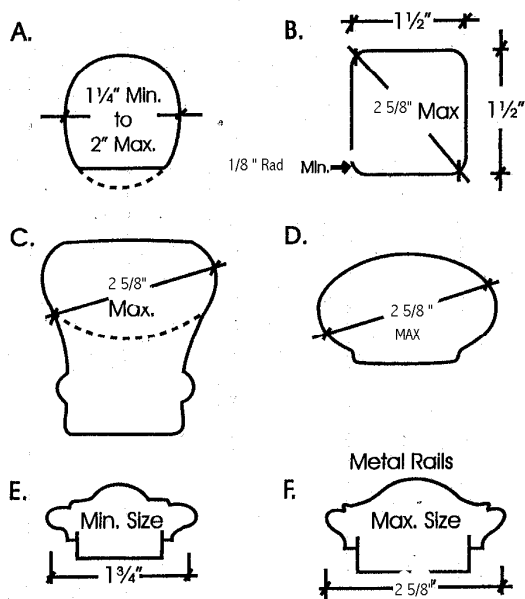 A.
1¼" Min.
to
2" Max.
B.
1½"
2 5/8" Max
1½"
1/8 " Rad Min.
C.
2 5/8"
Max.
D.
2 5/8 "
MAX
E.
Min. Size
1¾"
Metal Rails
F.
Max. Size
2 5/8"